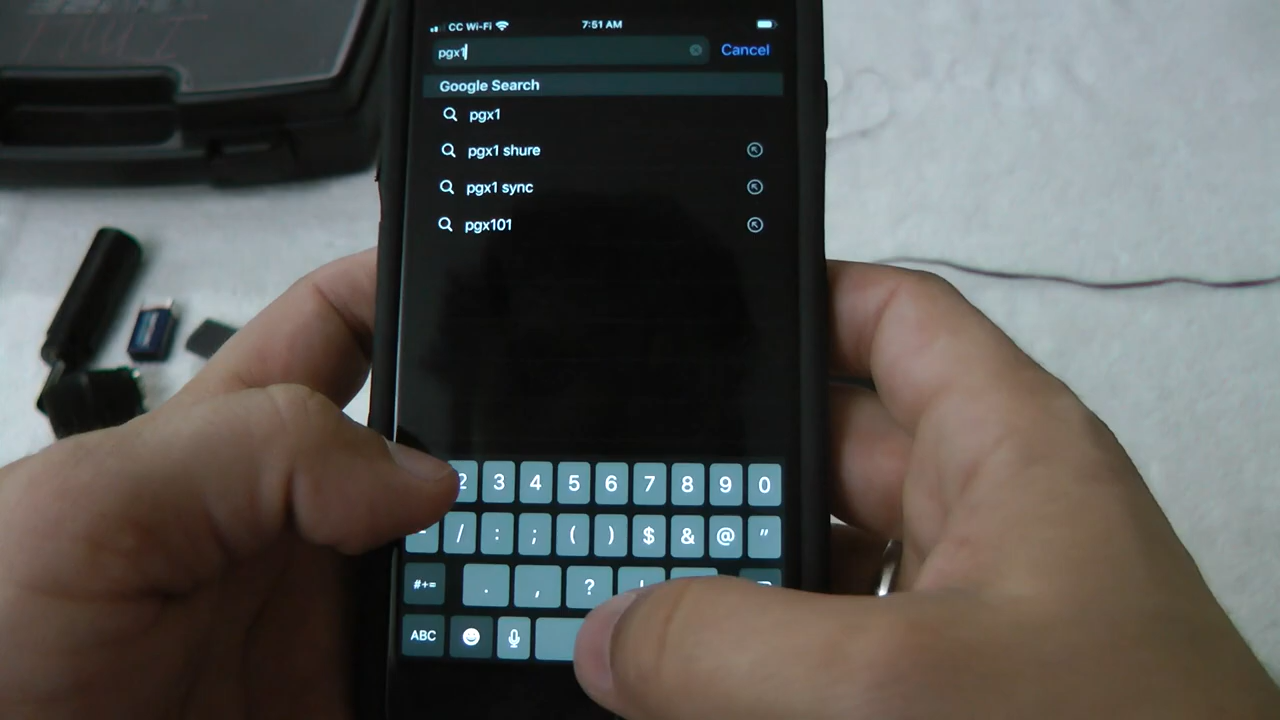 CC Wi-Fi 7:51 AM
pgx1 Cancel
Google Search
pgx1
pgx1 shure
pgx1 sync
pgx101
2 3 4 5 6 7 8 9 0
/ : ; ( ) $ & @ "
#+= . , ?
ABC